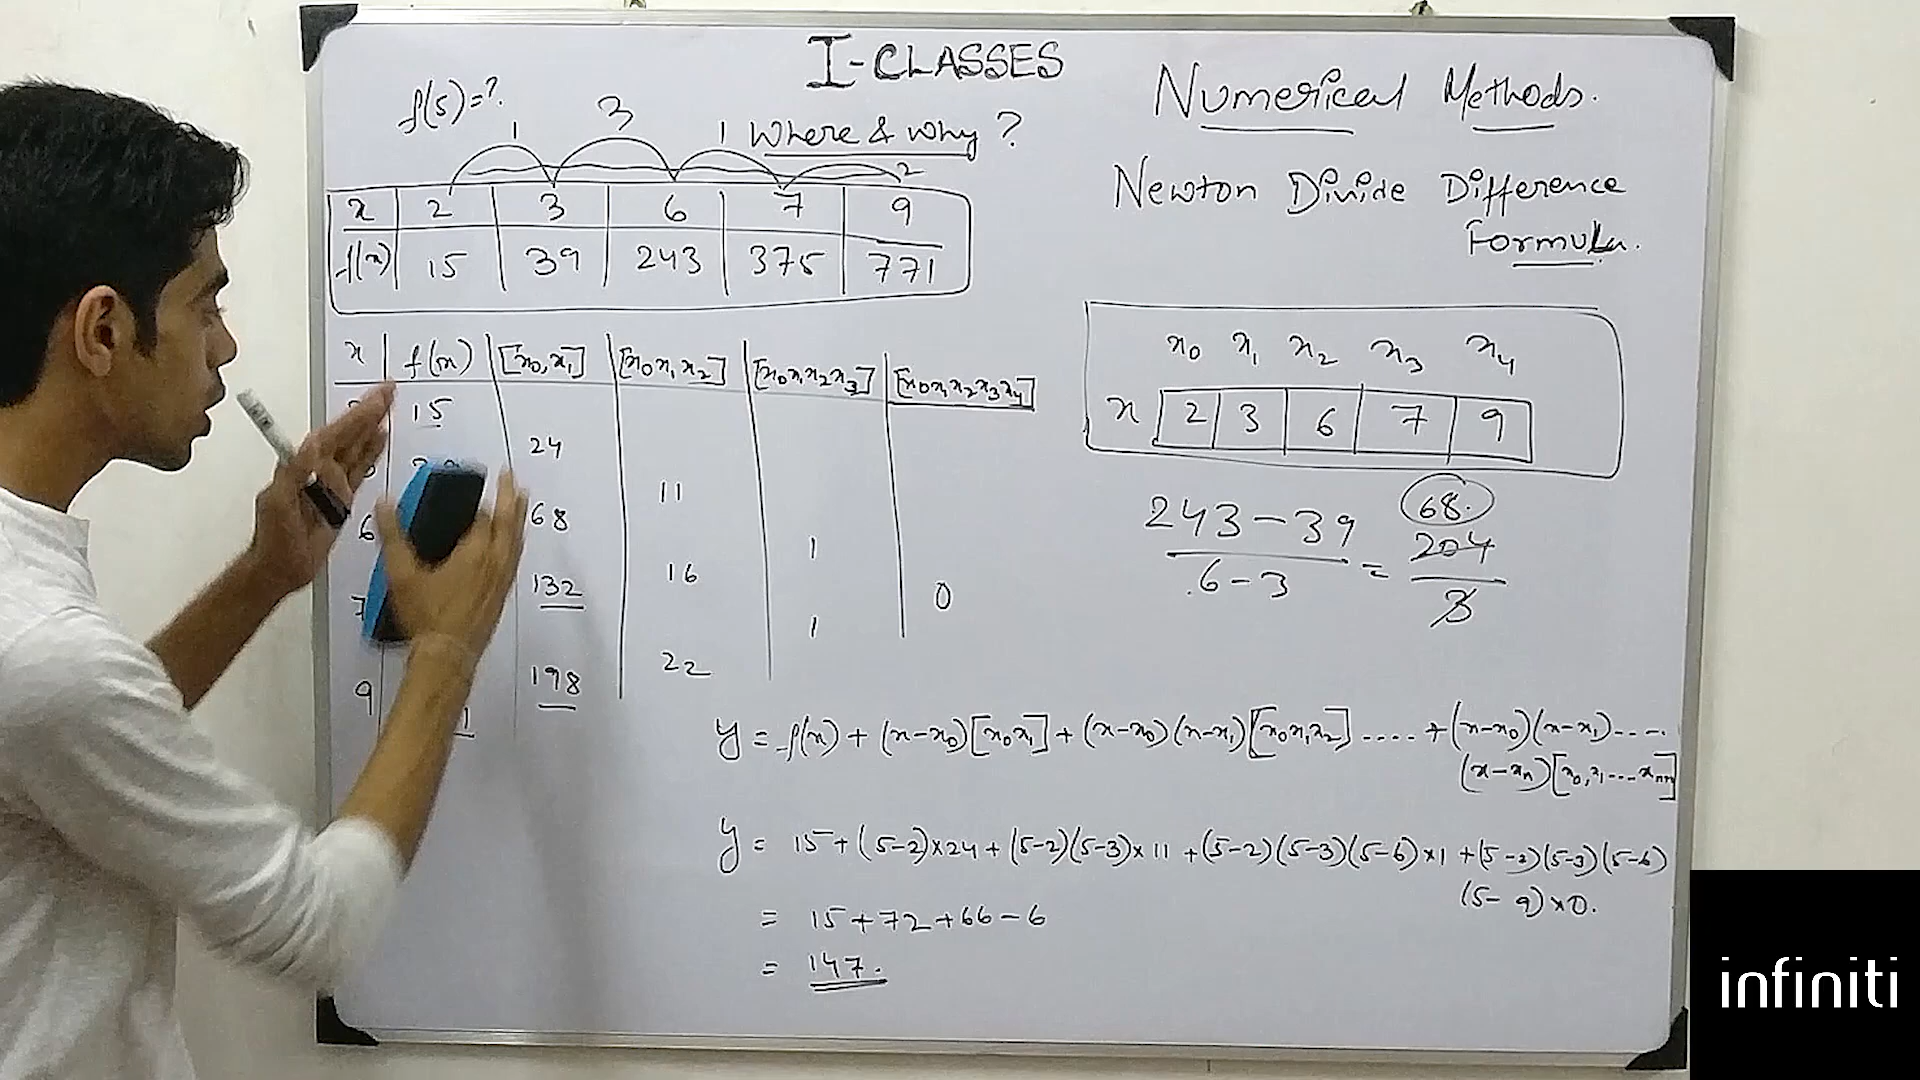 I-CLASSES
f(5)=?
1 3 1 2
Where & Why ?
x 2 3 6 7 9
f(x) 15 39 243 375 771
Numerical Methods.
Newton Divide Difference
Formula.
x0 x1 x2 x3 x4
x 2 3 6 7 9
x f(x) [x0,x1] [x0x1x2] [x0x1x2x3] [x0x1x2x3x4]
15
24
11
6 68
1
16
7 132 0
1
22
9 198
1
243-39 / 6-3 = 204 / 3 68.
y = f(x) + (x-x0)[x0x1] + (x-x0)(x-x1)[x0x1x2] .... + (x-x0)(x-x1)....
(x-xn)[x0,x1...xn+1]
y = 15+(5-2)×24+(5-2)(5-3)×11+(5-2)(5-3)(5-6)×1+(5-2)(5-3)(5-6)
(5-9)×0.
= 15+72+66-6
= 147.
infiniti